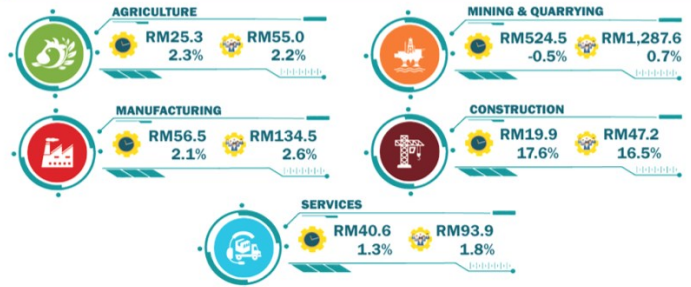 AGRICULTURE
RM25.3 RM55.0
2.3% 2.2%
MINING & QUARRYING
RM524.5 RM1,287.6
-0.5% 0.7%
MANUFACTURING
RM56.5 RM134.5
2.1% 2.6%
CONSTRUCTION
RM19.9 RM47.2
17.6% 16.5%
SERVICES
RM40.6 RM93.9
1.3% 1.8%